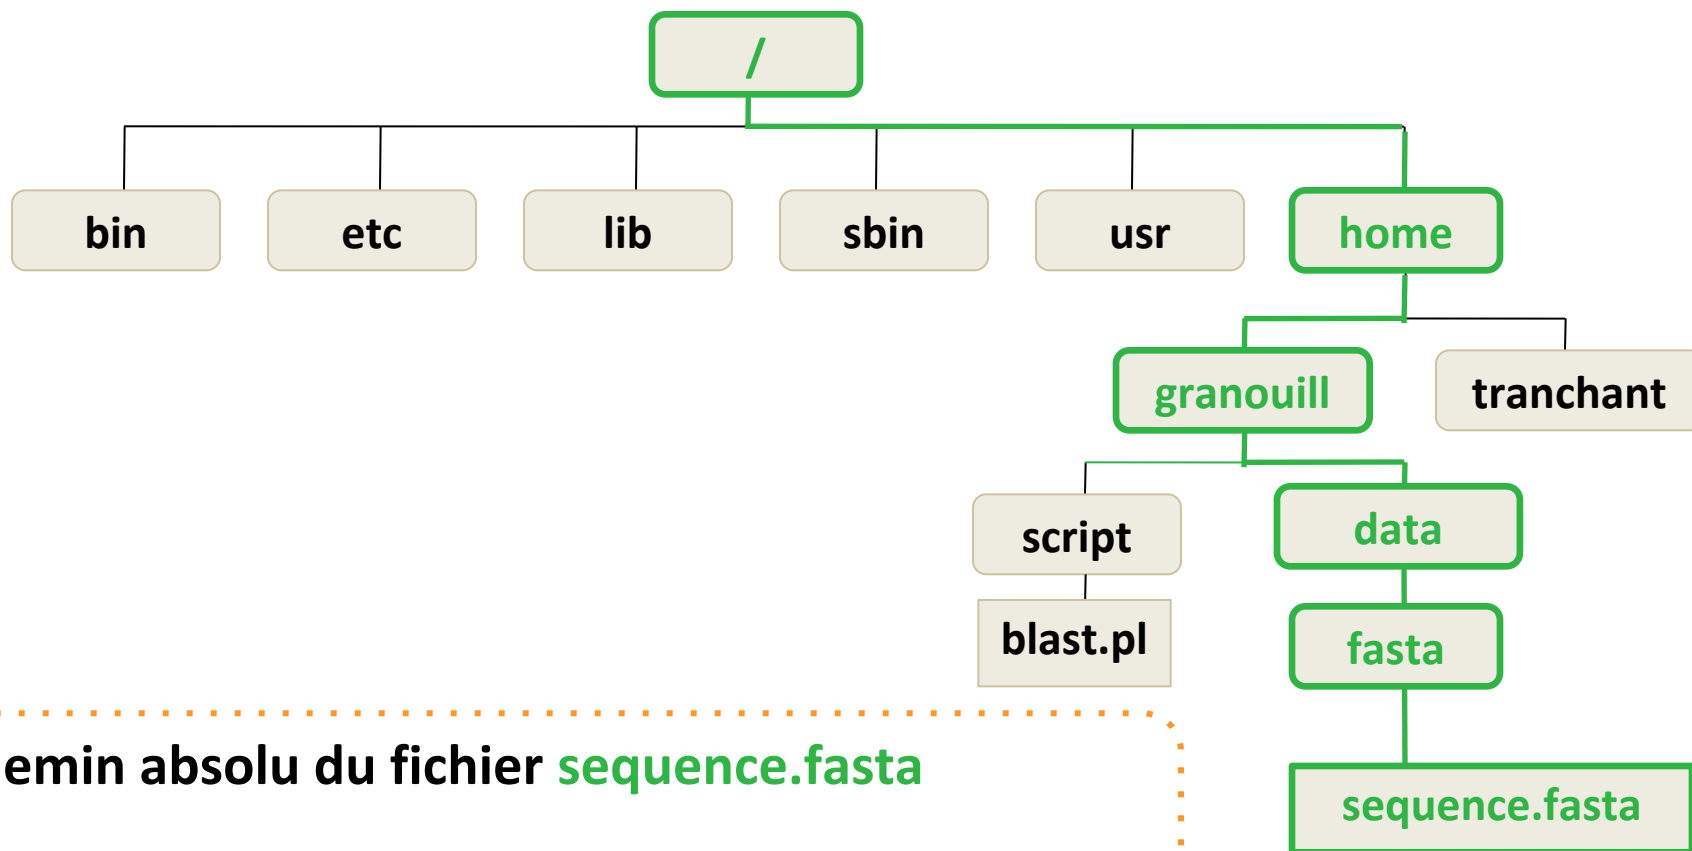 /
bin etc lib sbin usr home
granouill tranchant
script data
blast.pl fasta
emin absolu du fichier sequence.fasta
sequence.fasta